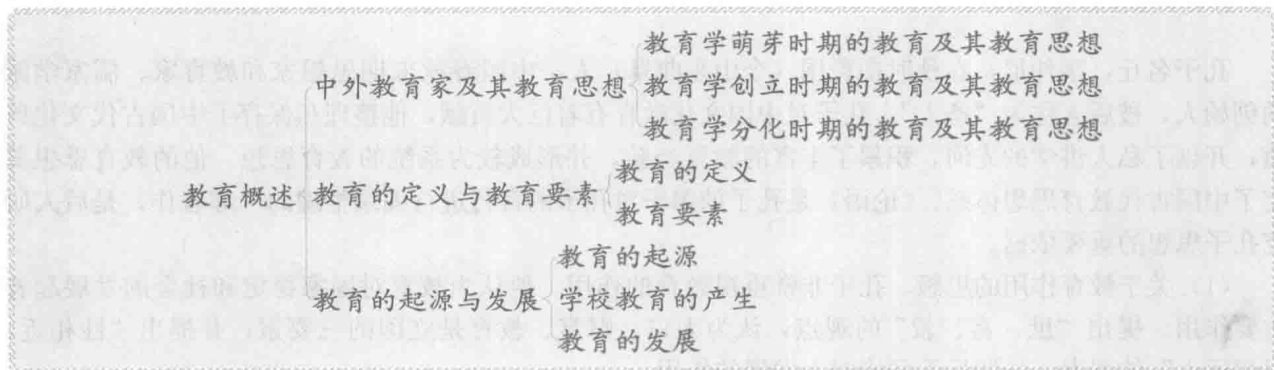 教育学萌芽时期的教育及其教育思想
中外教育家及其教育思想
教育学创立时期的教育及其教育思想
教育学分化时期的教育及其教育思想
教育的定义
教育概述
教育的定义与教育要素
教育要素
教育的起源
教育的起源与发展
学校教育的产生
教育的发展